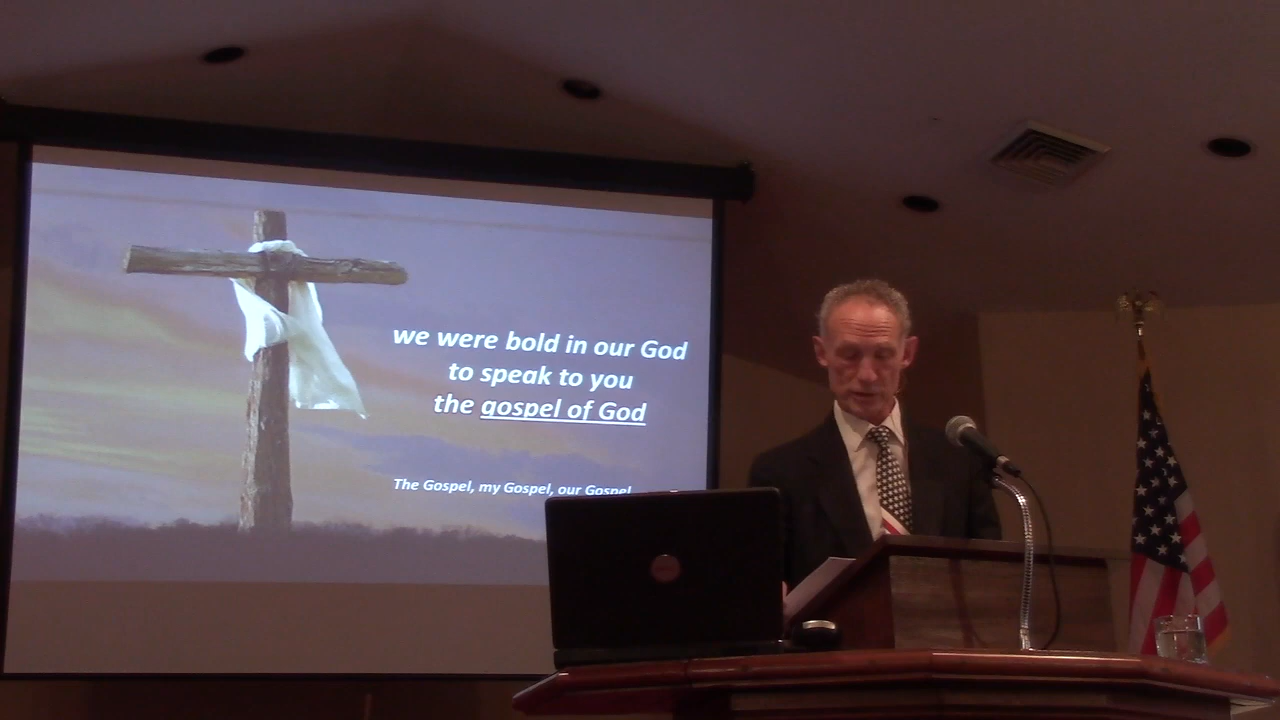 we were bold in our God
to speak to you
the gospel of God
The Gospel, my Gospel, our Gospel